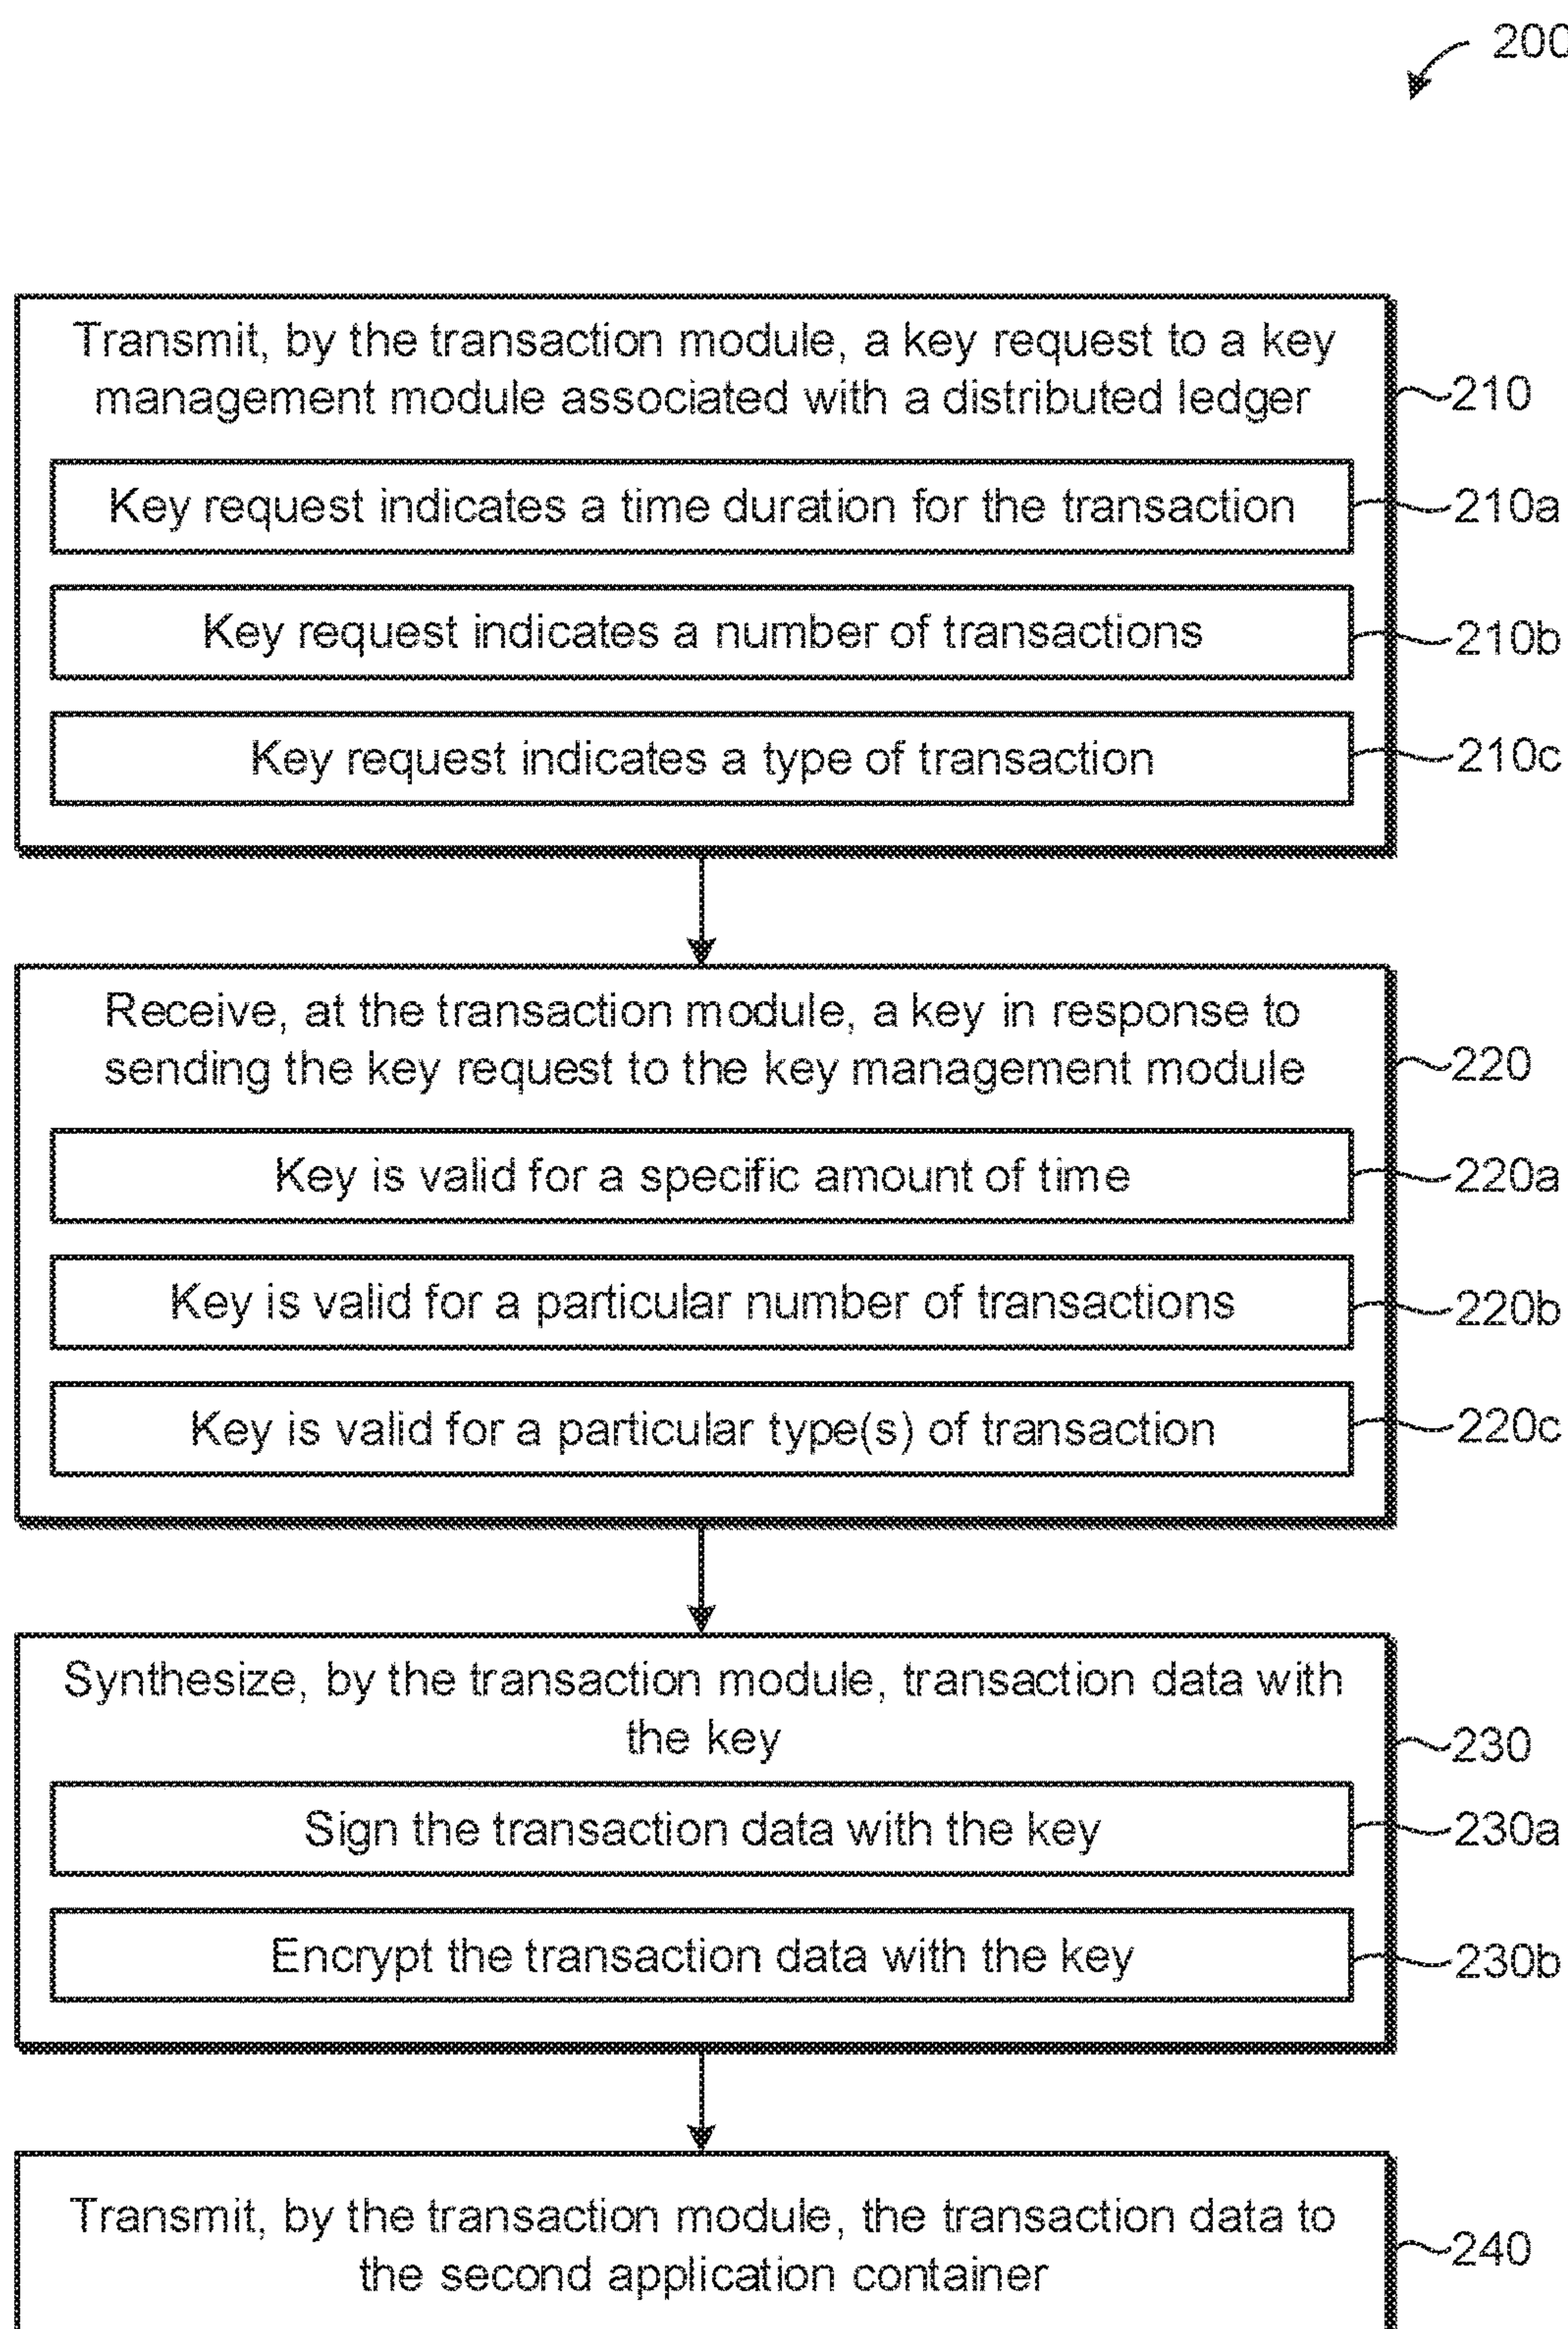 200
Transmit, by the transaction module, a key request to a key
management module associated with a distributed ledger
210
Key request indicates a time duration for the transaction
210a
Key request indicates a number of transactions
210b
Key request indicates a type of transaction
210c
Receive, at the transaction module, a key in response to
sending the key request to the key management module
220
Key is valid for a specific amount of time
220a
Key is valid for a particular number of transactions
220b
Key is valid for a particular type(s) of transaction
220c
Synthesize, by the transaction module, transaction data with
the key
230
Sign the transaction data with the key
230a
Encrypt the transaction data with the key
230b
Transmit, by the transaction module, the transaction data to
the second application container
240